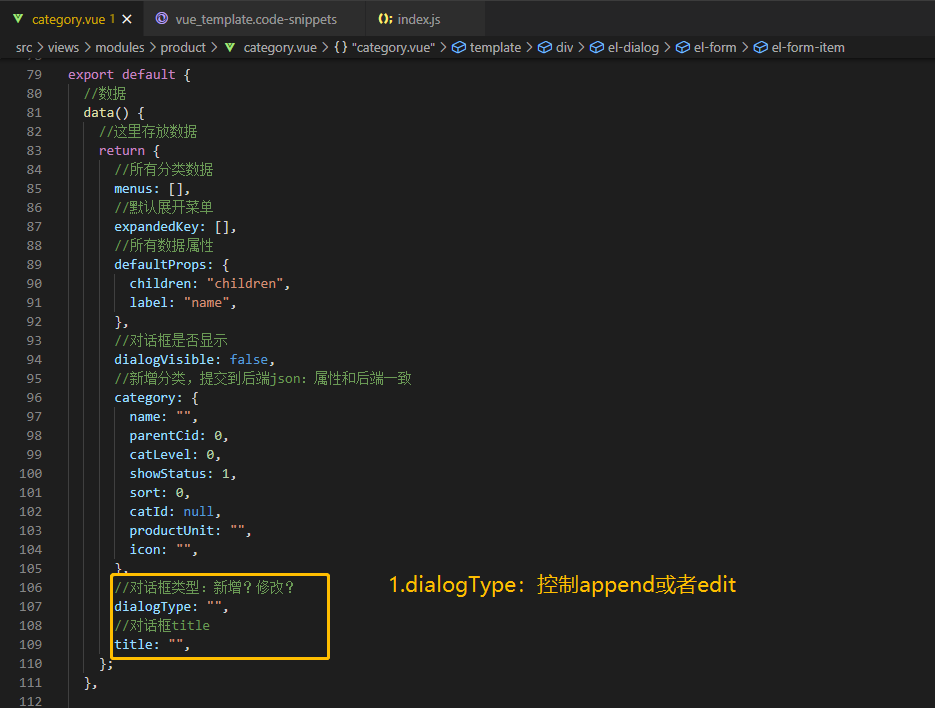 category.vue 1 × vue_template.code-snippets index.js
src > views > modules > product > category.vue > {} "category.vue" > template > div > el-dialog > el-form > el-form-item
79 export default {
80 //数据
81 data() {
82 //这里存放数据
83 return {
84 //所有分类数据
85 menus: [],
86 //默认展开菜单
87 expandedKey: [],
88 //所有数据属性
89 defaultProps: {
90 children: "children",
91 label: "name",
92 },
93 //对话框是否显示
94 dialogVisible: false,
95 //新增分类，提交到后端json：属性和后端一致
96 category: {
97 name: "",
98 parentCid: 0,
99 catLevel: 0,
100 showStatus: 1,
101 sort: 0,
102 catId: null,
103 productUnit: "",
104 icon: "",
105 },
106 //对话框类型：新增？修改？
107 dialogType: "",
1.dialogType：控制append或者edit
108 //对话框title
109 title: "",
110 };
111 },
112